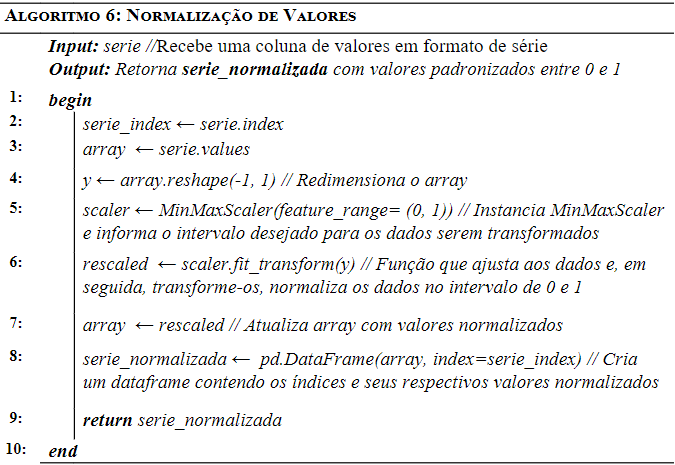 ALGORITMO 6: NORMALIZAÇÃO DE VALORES
Input: serie //Recebe uma coluna de valores em formato de série
Output: Retorna serie_normalizada com valores padronizados entre 0 e 1
1: begin
2: serie_index ← serie.index
3: array ← serie.values
4: y ← array.reshape(-1, 1) // Redimensiona o array
5: scaler ← MinMaxScaler(feature_range= (0, 1)) // Instancia MinMaxScaler
e informa o intervalo desejado para os dados serem transformados
6: rescaled ← scaler.fit_transform(y) // Função que ajusta aos dados e, em
seguida, transforme-os, normaliza os dados no intervalo de 0 e 1
7: array ← rescaled // Atualiza array com valores normalizados
8: serie_normalizada ← pd.DataFrame(array, index=serie_index) // Cria
um dataframe contendo os índices e seus respectivos valores normalizados
9: return serie_normalizada
10: end